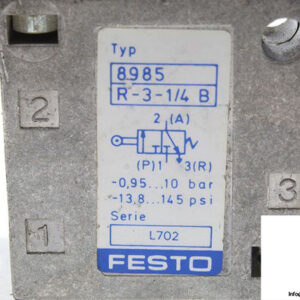 Typ
8985
R-3-1/4 B
2 (A)
(P)1 3(R)
-0,95...10 bar
-13,8...145 psi
Serie
L702
FESTO
2
1
3